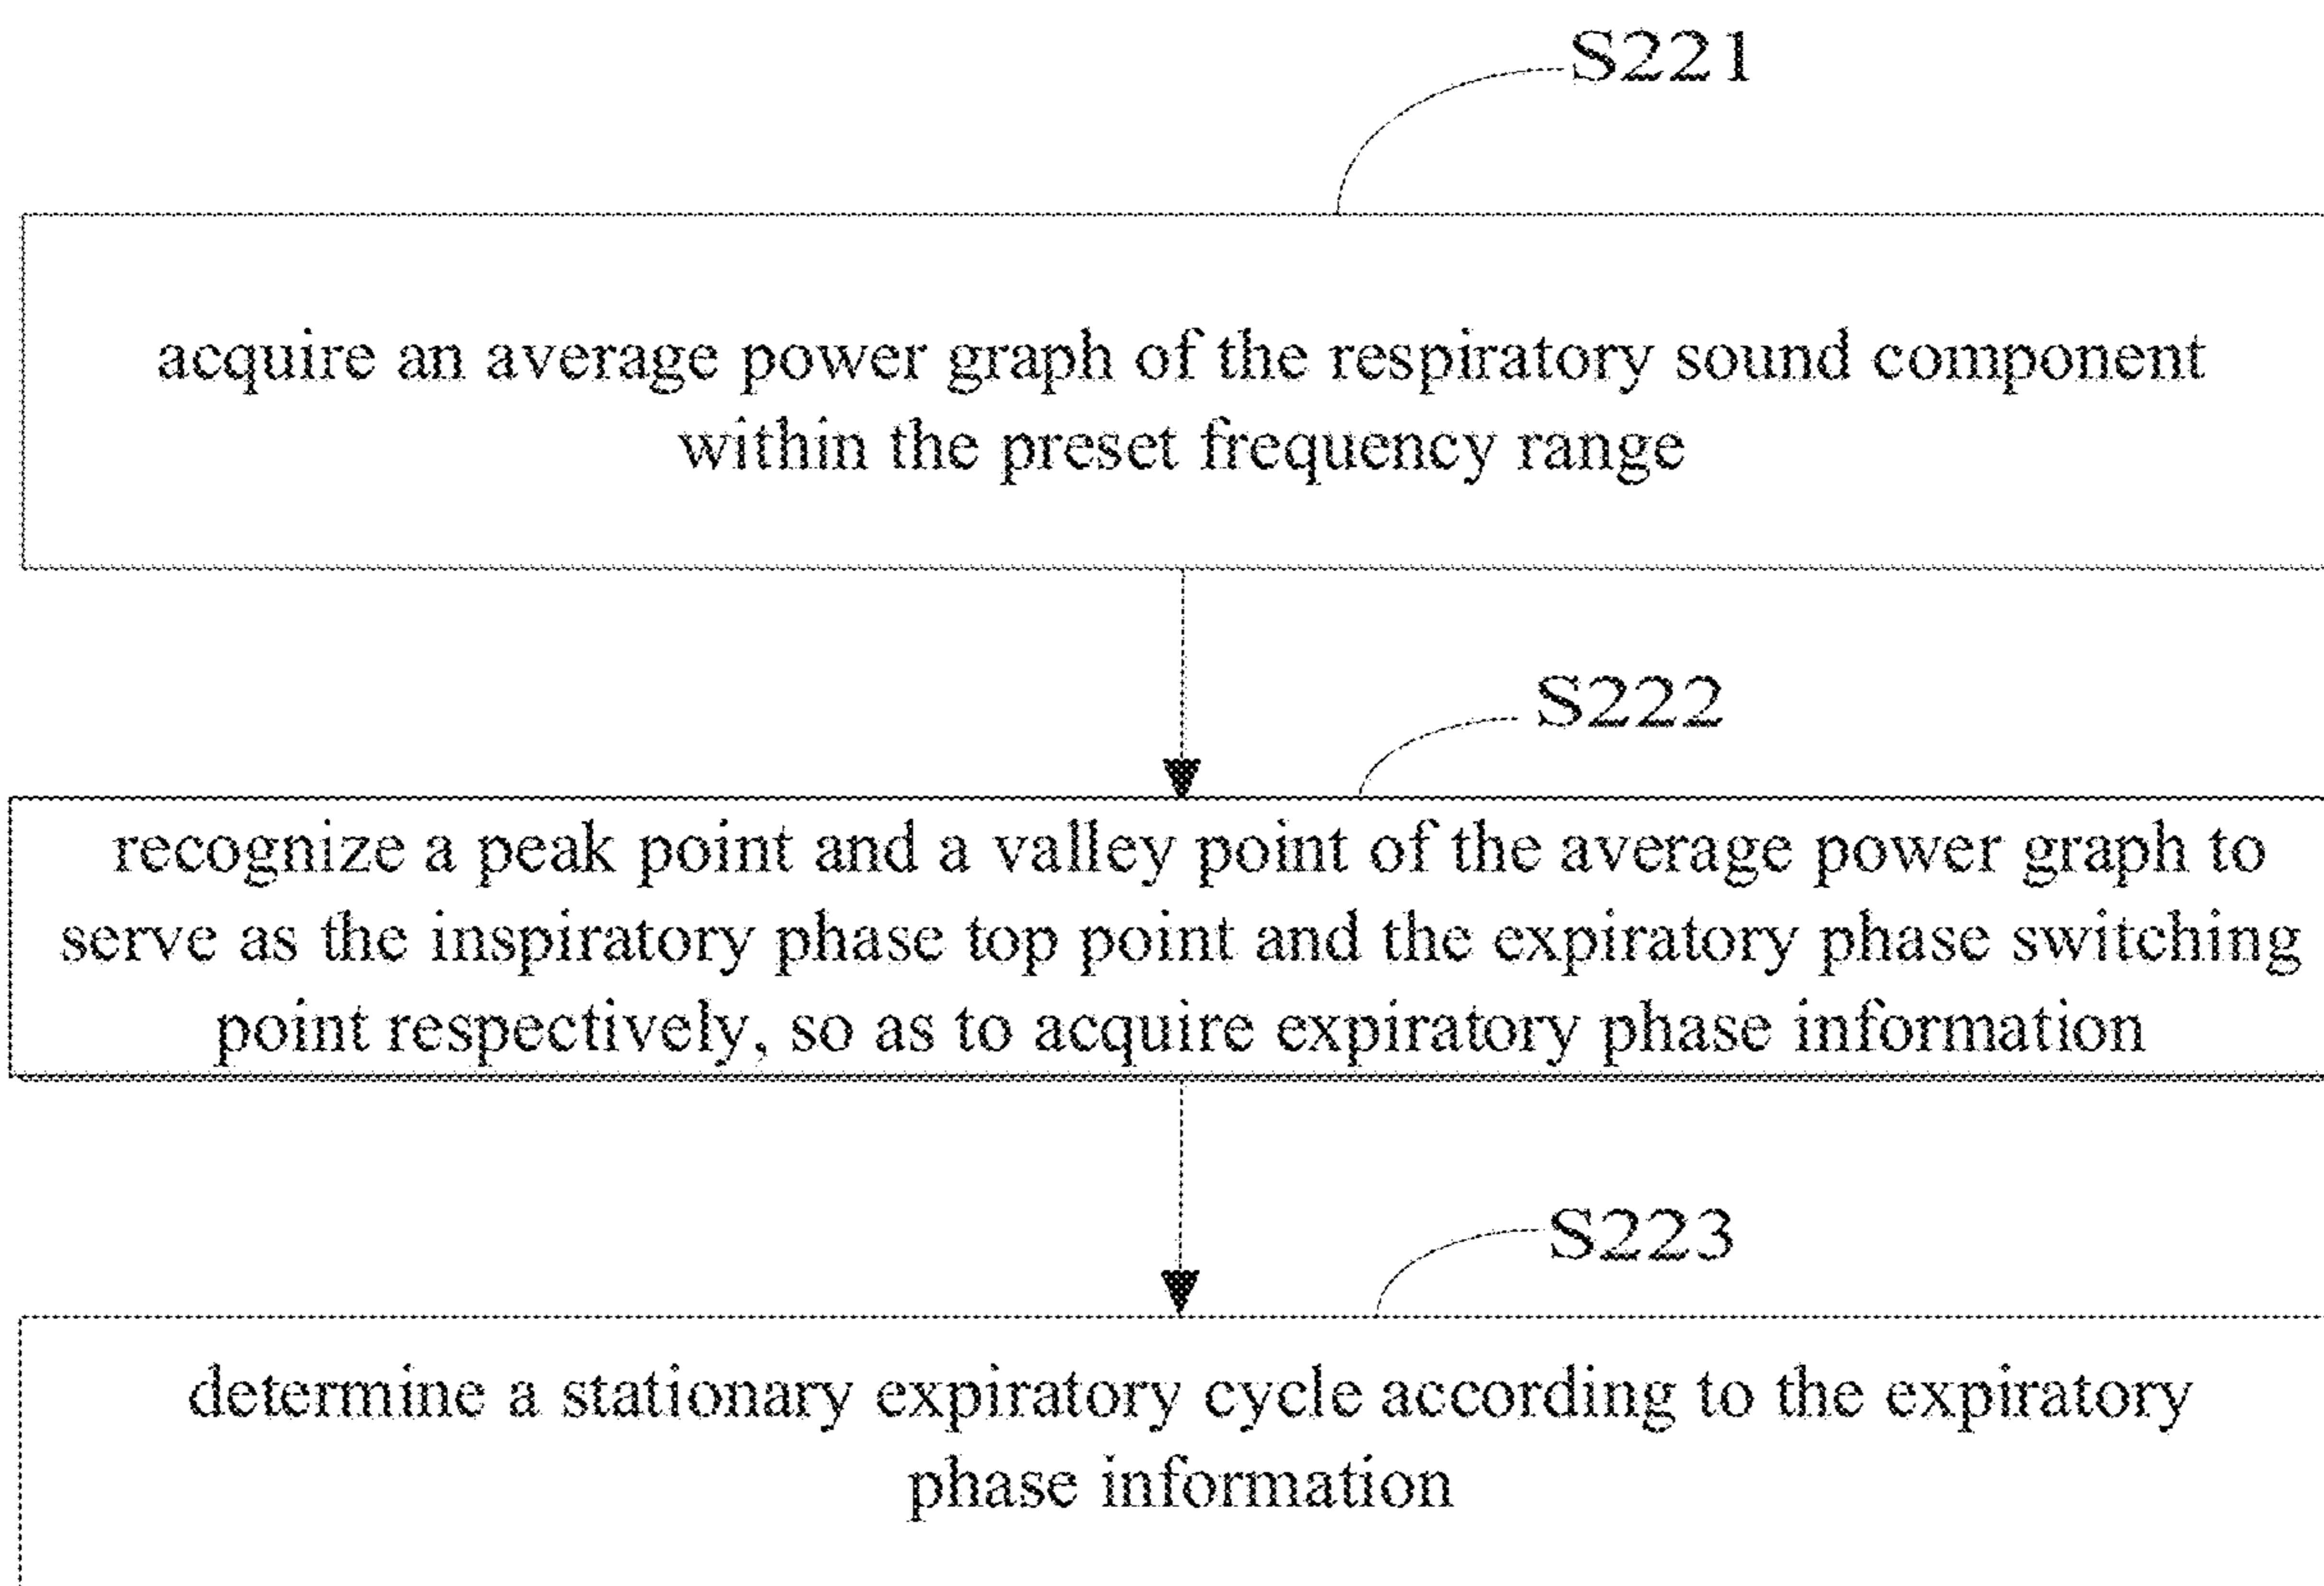 S221
acquire an average power graph of the respiratory sound component
within the preset frequency range
S222
recognize a peak point and a valley point of the average power graph to
serve as the inspiratory phase top point and the expiratory phase switching
point respectively, so as to acquire expiratory phase information
S223
determine a stationary expiratory cycle according to the expiratory
phase information